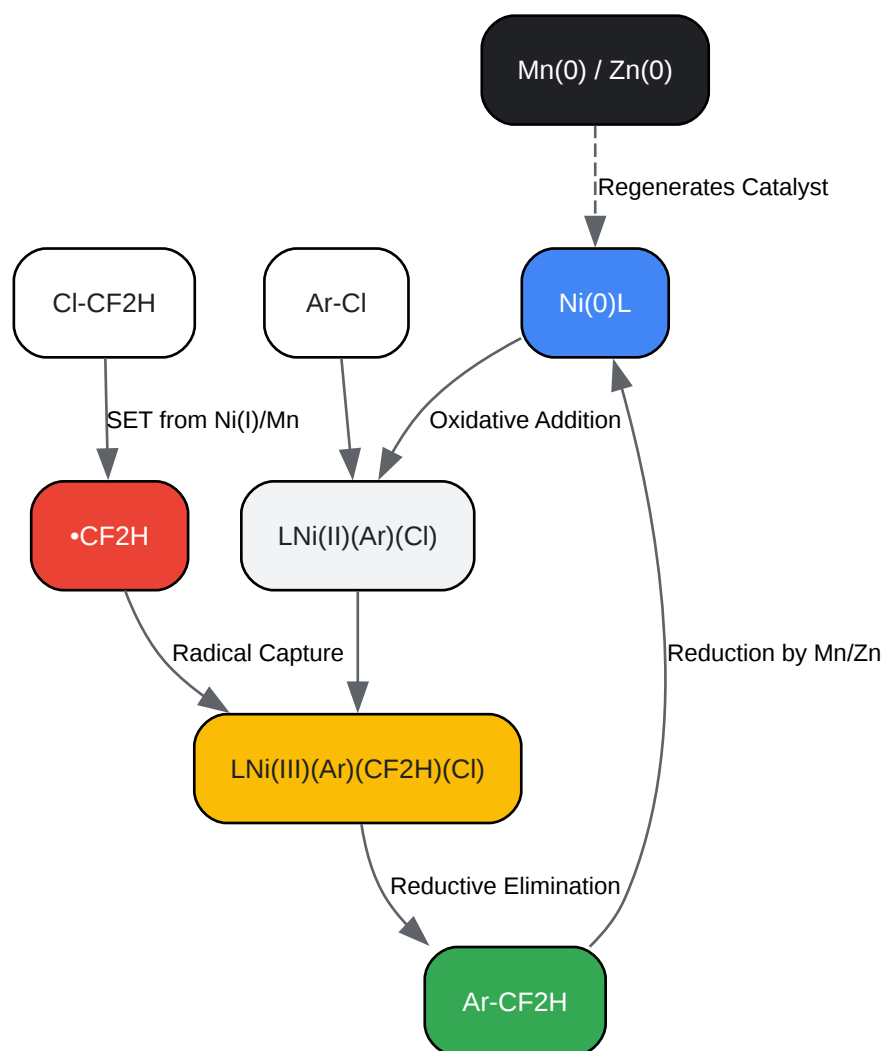 Mn(0) / Zn(0)
Regenerates Catalyst
Cl-CF2H
Ar-Cl
Ni(0)L
SET from Ni(I)/Mn
Oxidative Addition
•CF2H
LNi(II)(Ar)(Cl)
Radical Capture
Reduction by Mn/Zn
LNi(III)(Ar)(CF2H)(Cl)
Reductive Elimination
Ar-CF2H